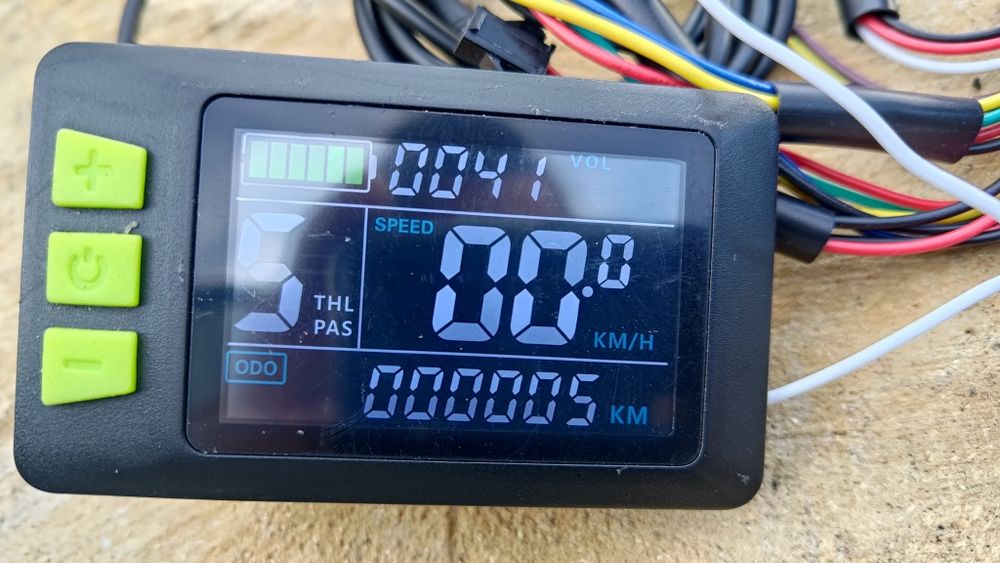 0041 VOL
SPEED
5 THL PAS
00.0 KM/H
ODO 000005 KM